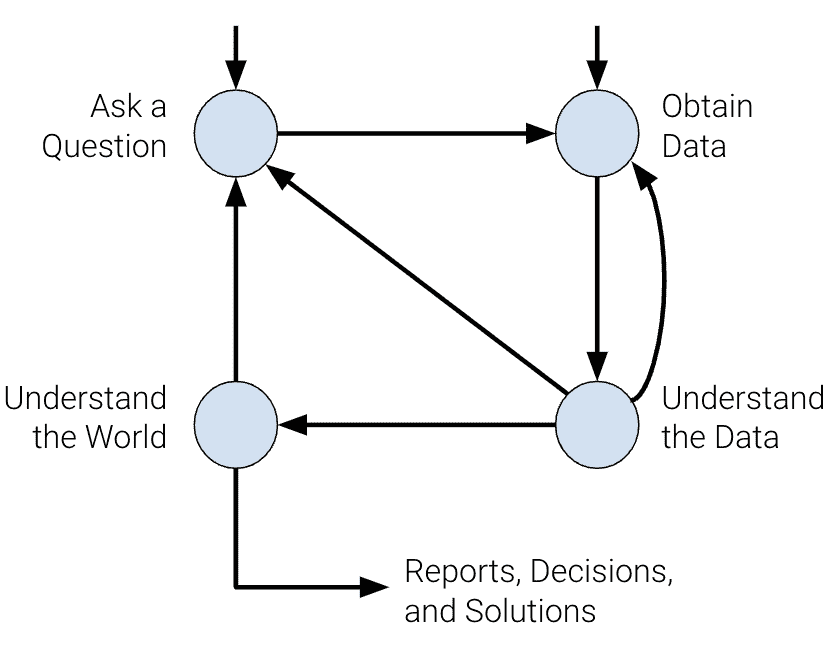 Ask a
Question
Obtain
Data
Understand
the World
Understand
the Data
Reports, Decisions,
and Solutions